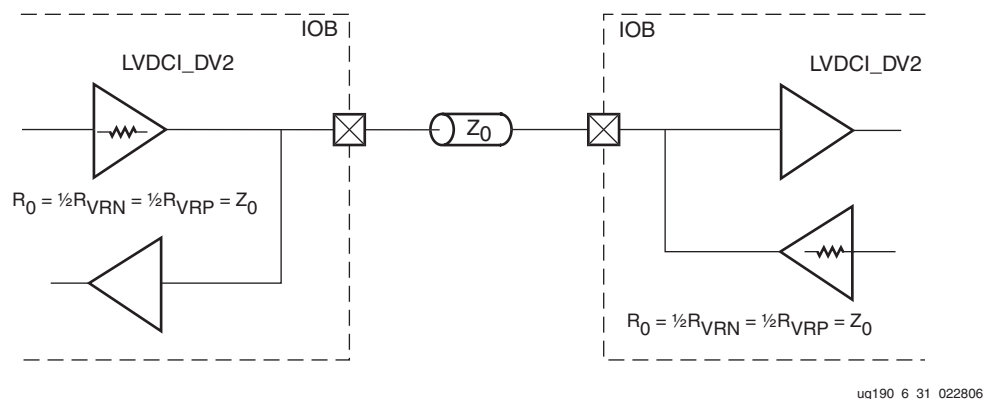 IOB
IOB
LVDCI_DV2
LVDCI_DV2
Z0
R0 = ½RVRN = ½RVRP = Z0
R0 = ½RVRN = ½RVRP = Z0
ug190_6_31_022806